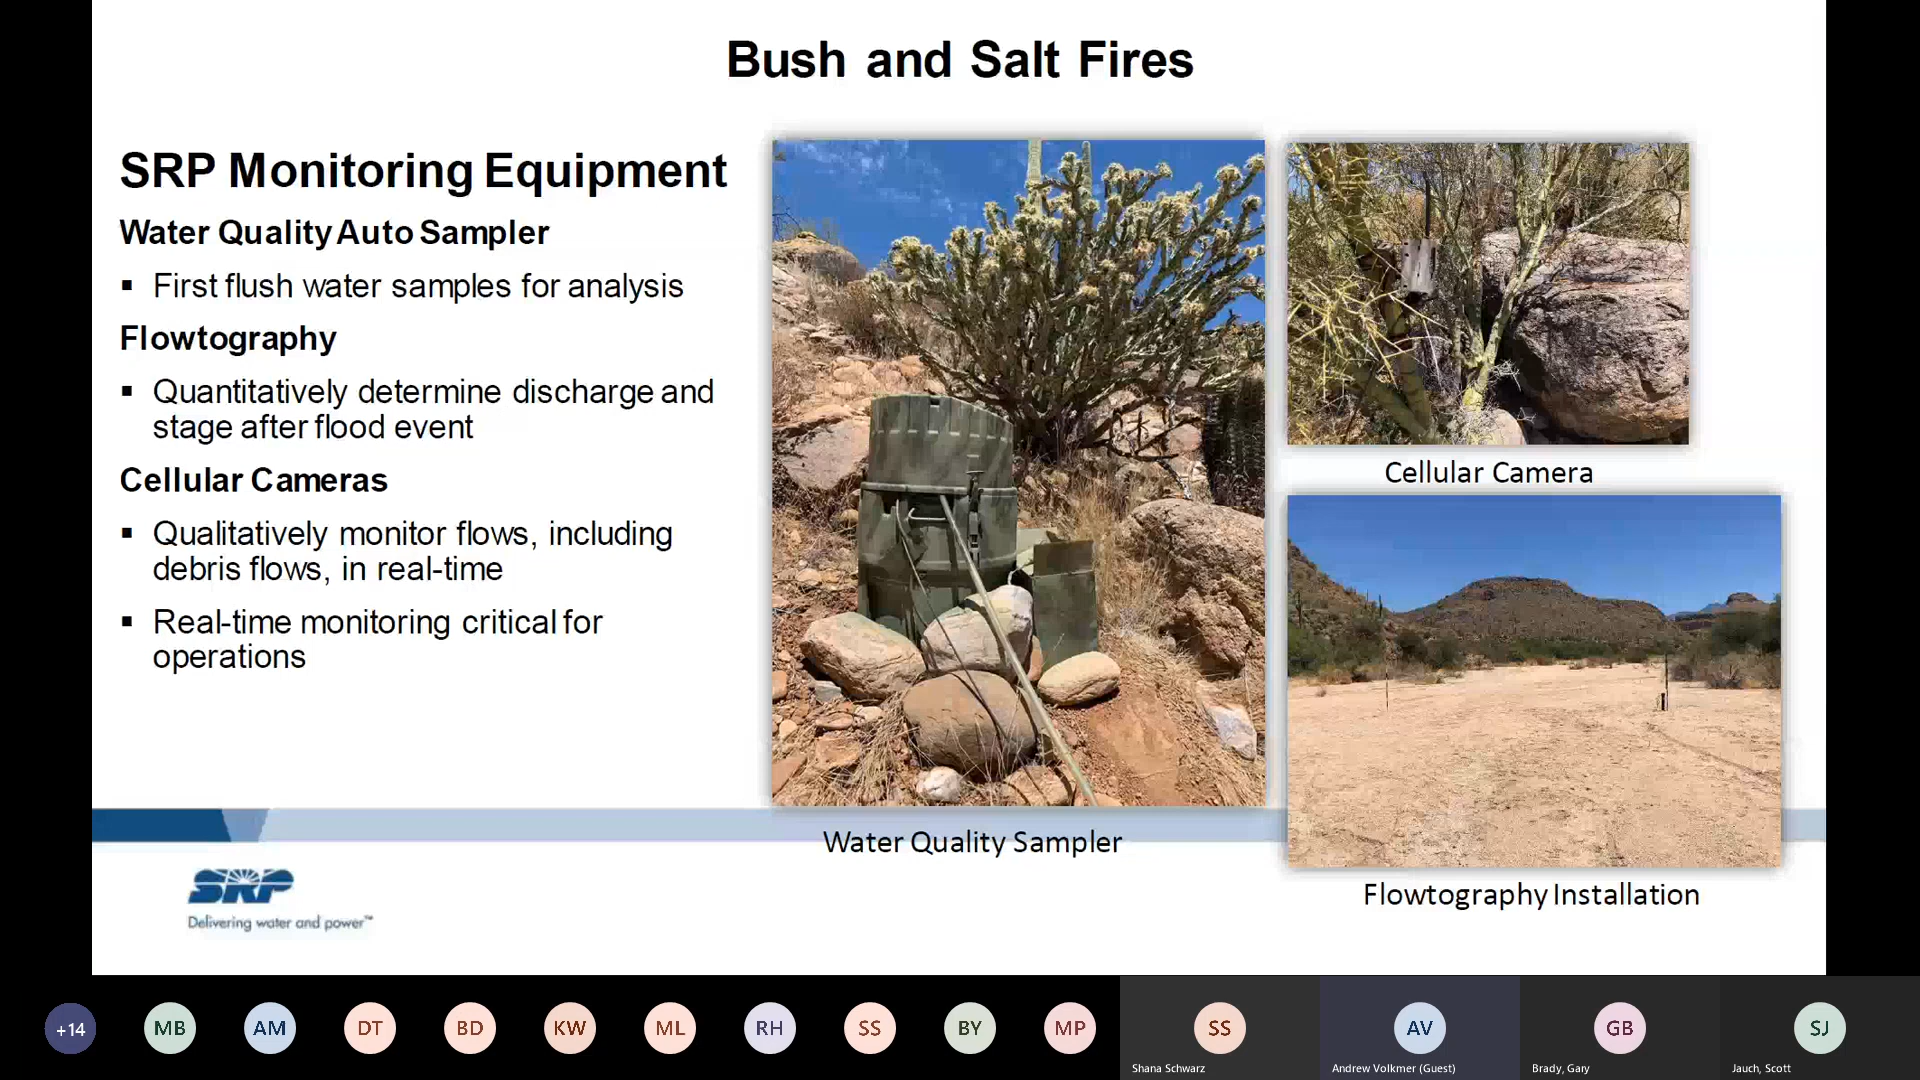 Bush and Salt Fires
SRP Monitoring Equipment
Water Quality Auto Sampler
▪ First flush water samples for analysis
Flowtography
▪ Quantitatively determine discharge and
stage after flood event
Cellular Cameras
▪ Qualitatively monitor flows, including
debris flows, in real-time
▪ Real-time monitoring critical for
operations
Cellular Camera
Water Quality Sampler
Flowtography Installation
SRP
Delivering water and power™
+14
MB
AM
DT
BD
KW
ML
RH
SS
BY
MP
SS
Shana Schwarz
AV
Andrew Volkmer (Guest)
GB
Brady, Gary
SJ
Jauch, Scott